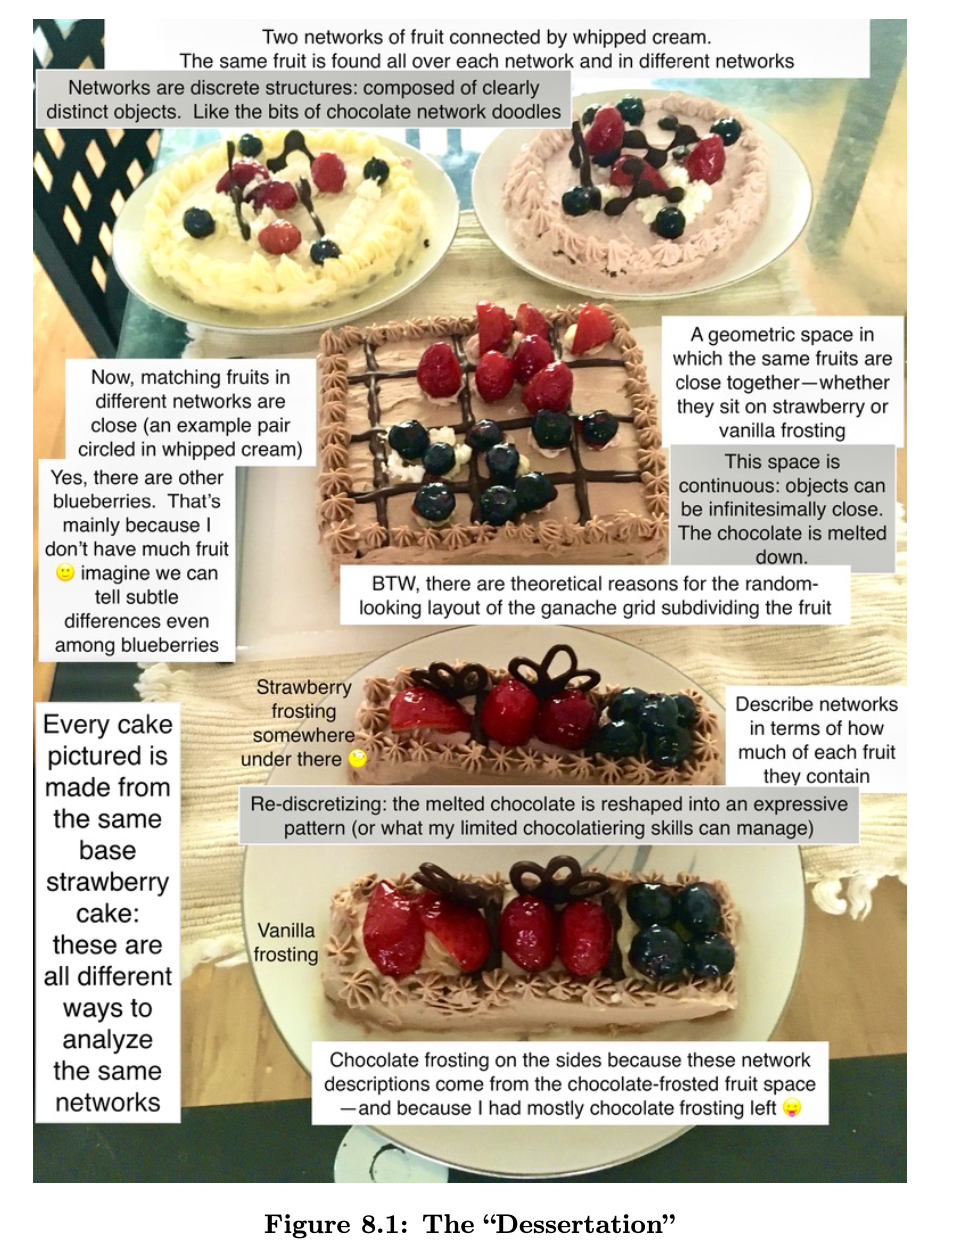 Two networks of fruit connected by whipped cream.
The same fruit is found all over each network and in different networks
Networks are discrete structures: composed of clearly
distinct objects.  Like the bits of chocolate network doodles
A geometric space in
which the same fruits are
close together—whether
they sit on strawberry or
vanilla frosting
Now, matching fruits in
different networks are
close (an example pair
circled in whipped cream)
This space is
continuous: objects can
be infinitesimally close.
The chocolate is melted
down.
Yes, there are other
blueberries.  That's
mainly because I
don't have much fruit
🙂 imagine we can
tell subtle
differences even
among blueberries
BTW, there are theoretical reasons for the random-
looking layout of the ganache grid subdividing the fruit
Strawberry
frosting
somewhere
under there
Describe networks
in terms of how
much of each fruit
they contain
Every cake
pictured is
made from
the same
base
strawberry
cake:
these are
all different
ways to
analyze
the same
networks
Re-discretizing: the melted chocolate is reshaped into an expressive
pattern (or what my limited chocolatiering skills can manage)
Vanilla
frosting
Chocolate frosting on the sides because these network
descriptions come from the chocolate-frosted fruit space
—and because I had mostly chocolate frosting left 😛
Figure 8.1: The “Dessertation”